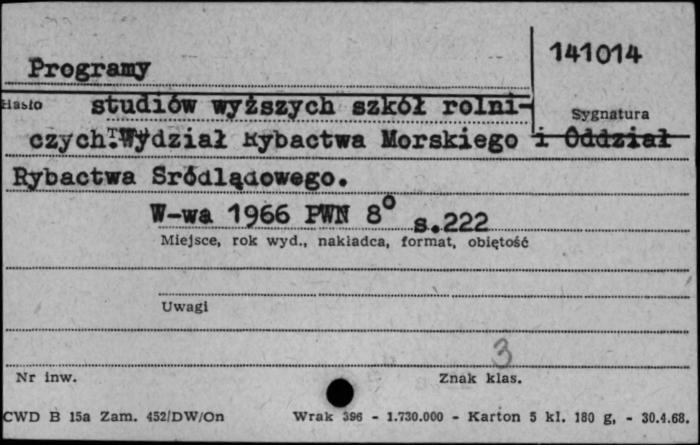 141014
Programy
Hasło studiów wyższych szkół rolni-
Sygnatura
czych. Wydział Rybactwa Morskiego i Oddział
Rybactwa Sródlądowego.
W-wa 1966 PWN 8° s.222
Miejsce, rok wyd., nakładca, format, objętość
Uwagi
3
Nr inw.
Znak klas.
CWD B 15a Zam. 452/DW/On Wrak 396 - 1.730.000 - Karton 5 kl. 180 g, - 30.4.68.